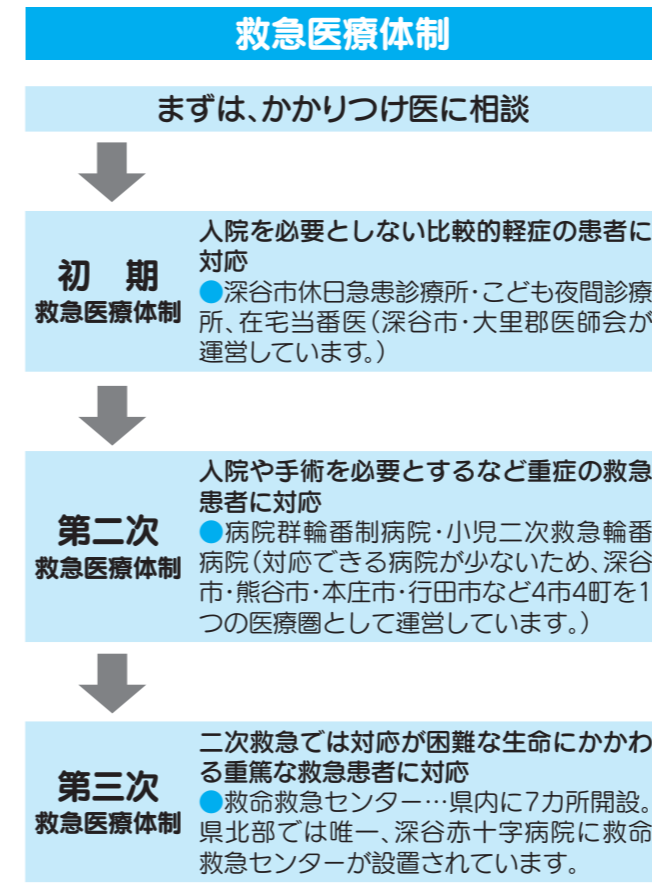 救急医療体制
まずは、かかりつけ医に相談
初　期
救急医療体制
入院を必要としない比較的軽症の患者に
対応
●深谷市休日急患診療所・こども夜間診療
所、在宅当番医（深谷市・大里郡医師会が
運営しています。）
第二次
救急医療体制
入院や手術を必要とするなど重症の救急
患者に対応
●病院群輪番制病院・小児二次救急輪番
病院（対応できる病院が少ないため、深谷
市・熊谷市・本庄市・行田市など4市4町を1
つの医療圏として運営しています。）
第三次
救急医療体制
二次救急では対応が困難な生命にかかわ
る重篤な救急患者に対応
●救命救急センター…県内に7カ所開設。
県北部では唯一、深谷赤十字病院に救命
救急センターが設置されています。